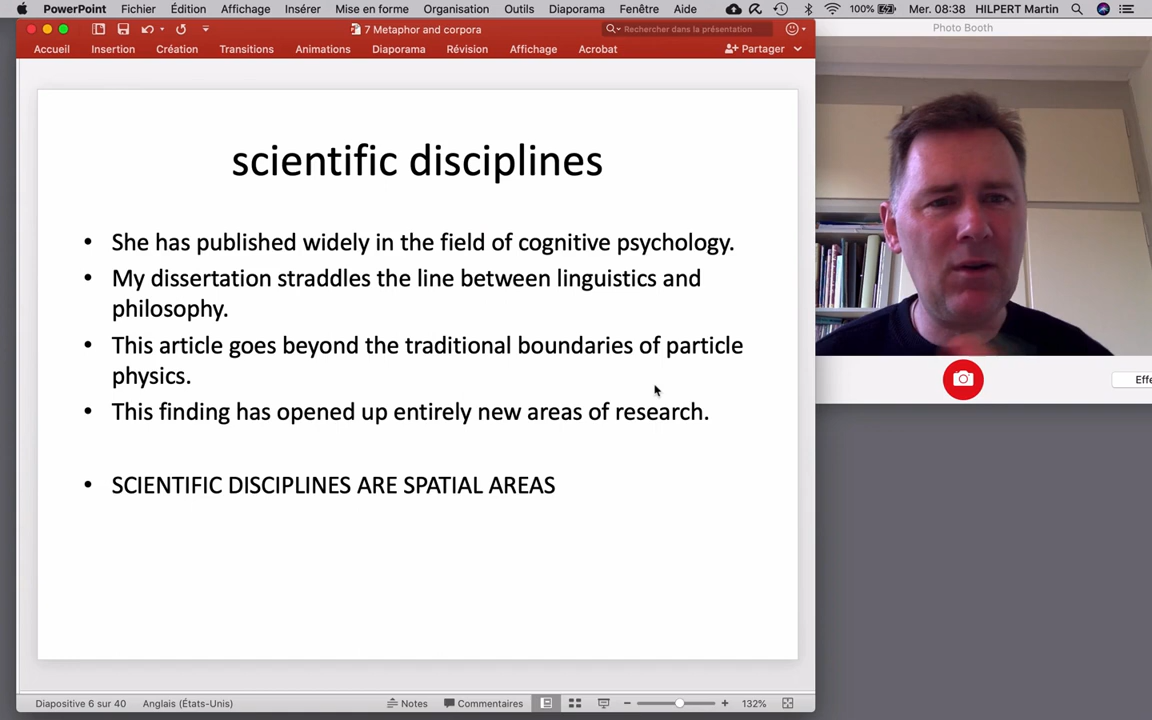 PowerPoint Fichier Édition Affichage Insérer Mise en forme Organisation Outils Diaporama Fenêtre Aide 100% Mer. 08:38 HILPERT Martin
7 Metaphor and corpora Rechercher dans la présentation
Photo Booth
Accueil Insertion Création Transitions Animations Diaporama Révision Affichage Acrobat Partager
scientific disciplines
• She has published widely in the field of cognitive psychology.
• My dissertation straddles the line between linguistics and
philosophy.
• This article goes beyond the traditional boundaries of particle
physics.
• This finding has opened up entirely new areas of research.
• SCIENTIFIC DISCIPLINES ARE SPATIAL AREAS
Effe
Diapositive 6 sur 40 Anglais (États-Unis) Notes Commentaires 132%